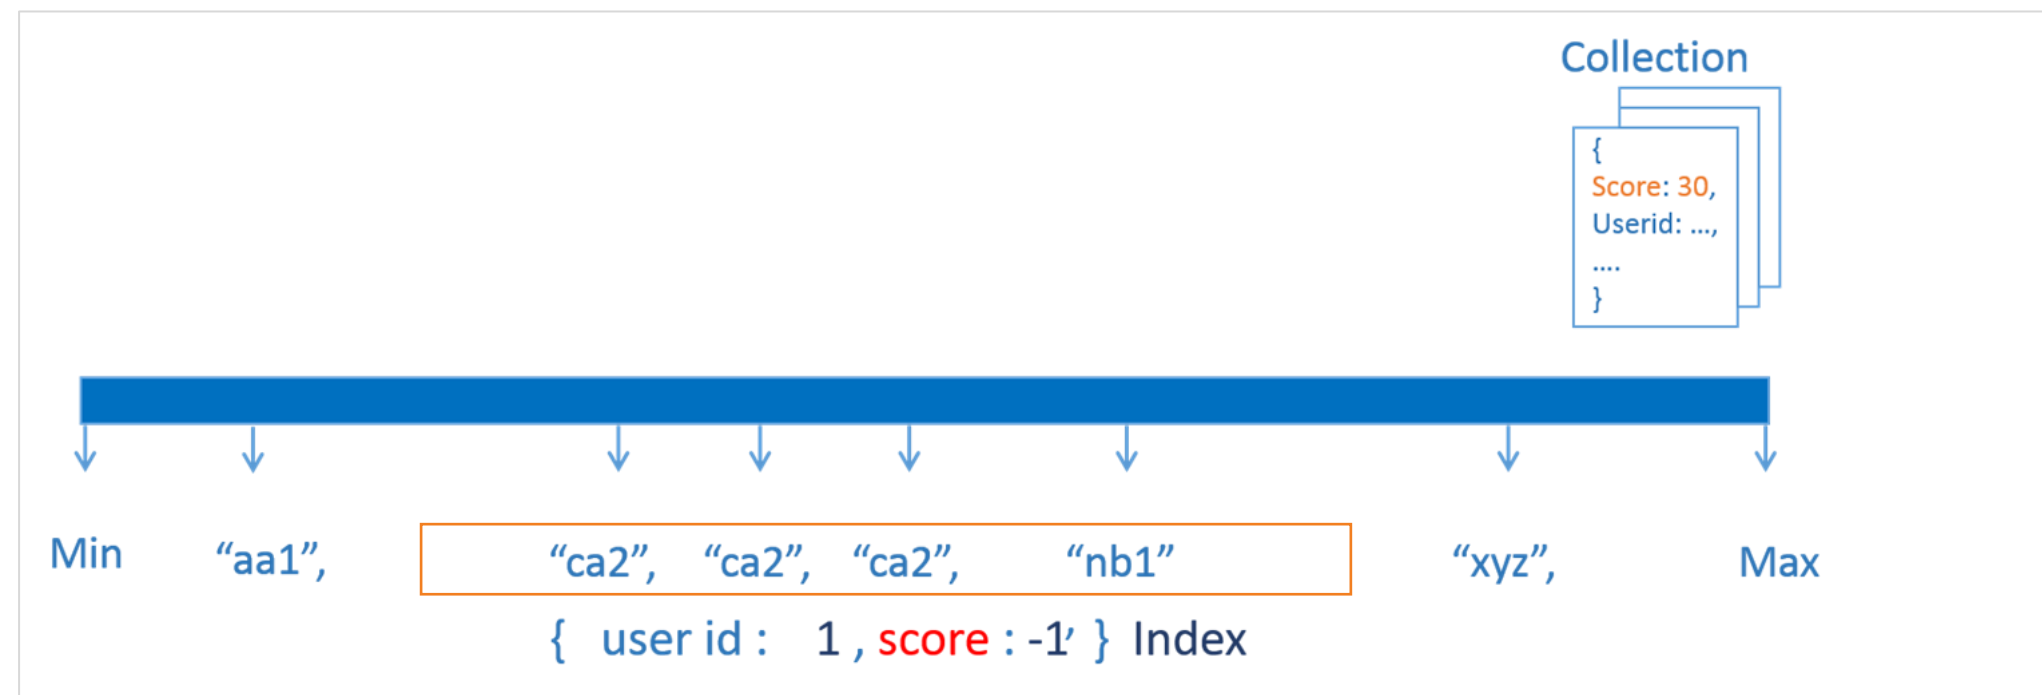 Collection
{
Score: 30,
Userid: ...,
....
}
Min “aa1”, “ca2”, “ca2”, “ca2”, “nb1” “xyz”, Max
{ user id : 1 , score : -1, } Index